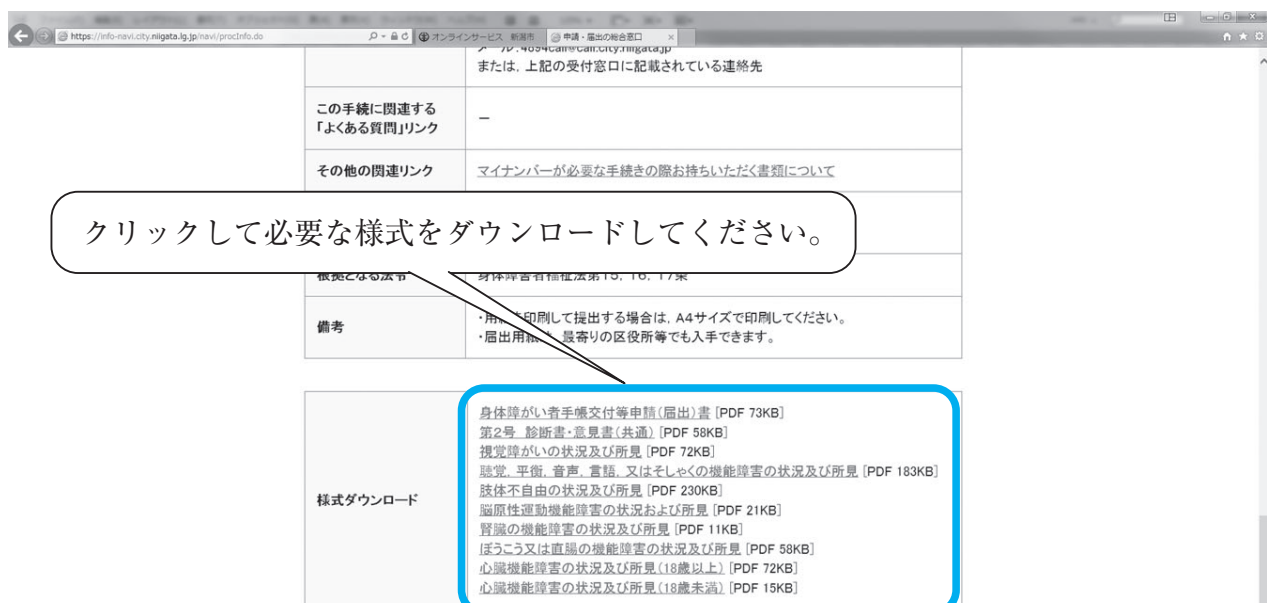 https://info-navi.city.niigata.lg.jp/navi/procInfo.do
オンラインサービス 新潟市
申請・届出の総合窓口
または，上記の受付窓口に記載されている連絡先
この手続に関連する
「よくある質問」リンク
－
その他の関連リンク
マイナンバーが必要な手続きの際お持ちいただく書類について
クリックして必要な様式をダウンロードしてください。
根拠となる法令
身体障害者福祉法第15，16，17条
備考
・用紙を印刷して提出する場合は，A4サイズで印刷してください。
・届出用紙は，最寄りの区役所等でも入手できます。
様式ダウンロード
身体障がい者手帳交付等申請（届出）書 [PDF 73KB]
第2号　診断書・意見書（共通） [PDF 58KB]
視覚障がいの状況及び所見 [PDF 72KB]
聴覚，平衡，音声，言語，又はそしゃくの機能障害の状況及び所見 [PDF 183KB]
肢体不自由の状況及び所見 [PDF 230KB]
脳原性運動機能障害の状況および所見 [PDF 21KB]
腎臓の機能障害の状況及び所見 [PDF 11KB]
ぼうこう又は直腸の機能障害の状況及び所見 [PDF 58KB]
心臓機能障害の状況及び所見（18歳以上） [PDF 72KB]
心臓機能障害の状況及び所見（18歳未満） [PDF 15KB]